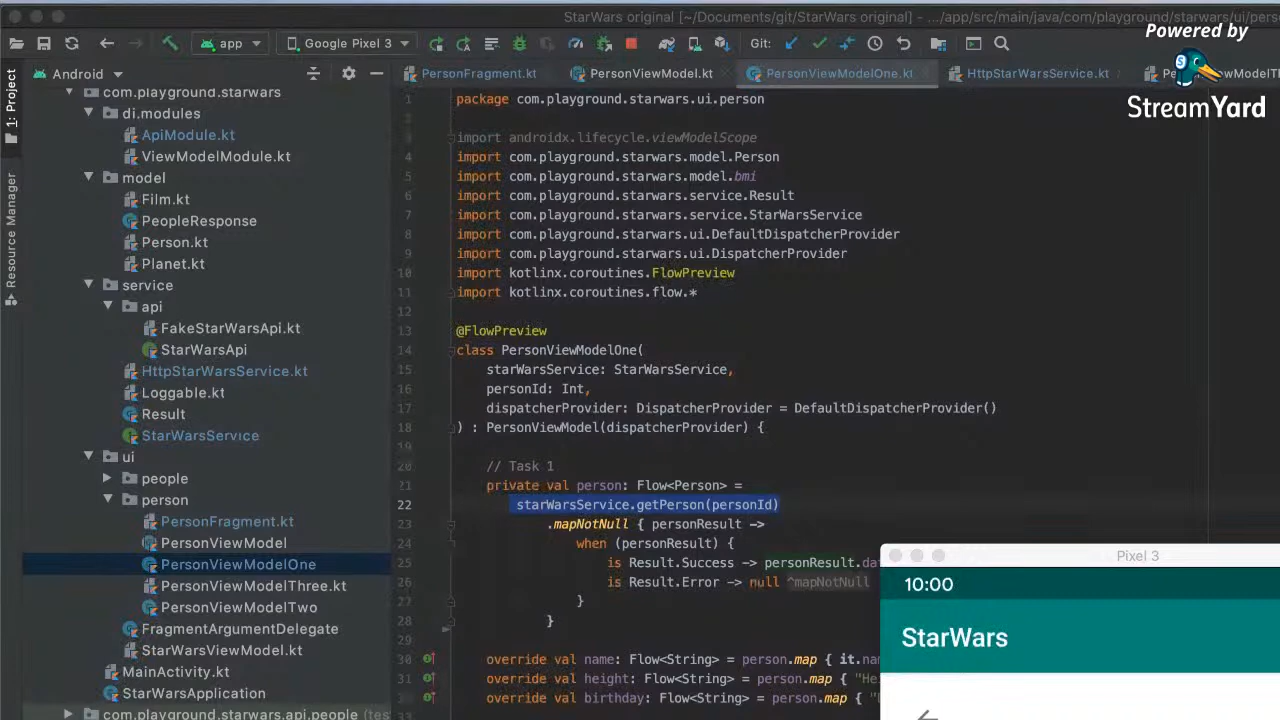 StarWars original [~/Documents/git/StarWars original] - .../app/src/main/java/com/playground/starwars/ui/person
Powered by
StreamYard
app
Google Pixel 3
Git:
Android
PersonFragment.kt
PersonViewModel.kt
PersonViewModelOne.kt
HttpStarWarsService.kt
1: Project
Resource Manager
com.playground.starwars
di.modules
ApiModule.kt
ViewModelModule.kt
model
Film.kt
PeopleResponse
Person.kt
Planet.kt
service
api
FakeStarWarsApi.kt
StarWarsApi
HttpStarWarsService.kt
Loggable.kt
Result
StarWarsService
ui
people
person
PersonFragment.kt
PersonViewModel
PersonViewModelOne
PersonViewModelThree.kt
PersonViewModelTwo
FragmentArgumentDelegate
StarWarsViewModel.kt
MainActivity.kt
StarWarsApplication
com.playground.starwars.api.people
1 package com.playground.starwars.ui.person
2
3 import androidx.lifecycle.viewModelScope
4 import com.playground.starwars.model.Person
5 import com.playground.starwars.model.bmi
6 import com.playground.starwars.service.Result
7 import com.playground.starwars.service.StarWarsService
8 import com.playground.starwars.ui.DefaultDispatcherProvider
9 import com.playground.starwars.ui.DispatcherProvider
10 import kotlinx.coroutines.FlowPreview
11 import kotlinx.coroutines.flow.*
12
13 @FlowPreview
14 class PersonViewModelOne(
15 starWarsService: StarWarsService,
16 personId: Int,
17 dispatcherProvider: DispatcherProvider = DefaultDispatcherProvider()
18 ) : PersonViewModel(dispatcherProvider) {
19
20 // Task 1
21 private val person: Flow<Person> =
22 starWarsService.getPerson(personId)
23 .mapNotNull { personResult ->
24 when (personResult) {
25 is Result.Success -> personResult.da
26 is Result.Error -> null ^mapNotNull
27 }
28 }
29
30 override val name: Flow<String> = person.map { it.na
31 override val height: Flow<String> = person.map { "He
override val birthday: Flow<String> = person.map {
Pixel 3
10:00
StarWars